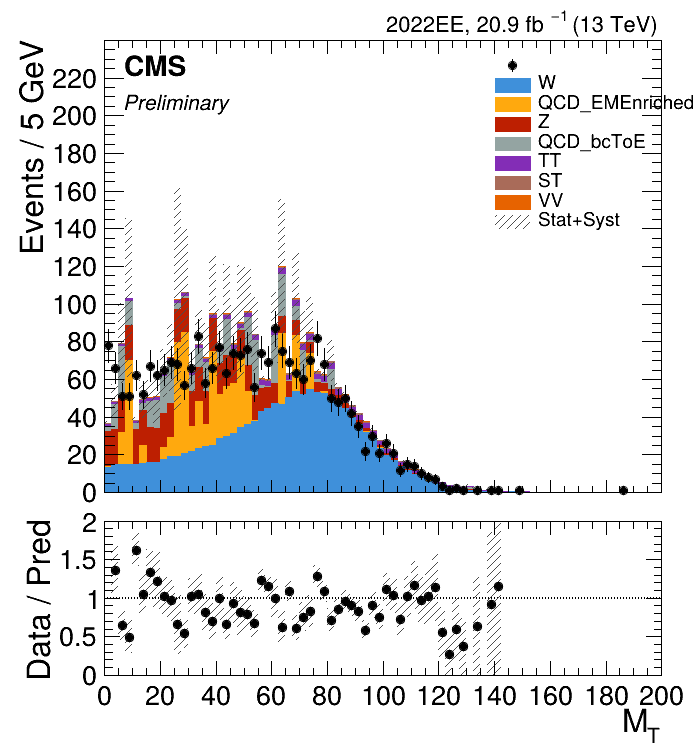 2022EE, 20.9 fb⁻¹ (13 TeV)
Events / 5 GeV
CMS
Preliminary
W
QCD_EMEnriched
Z
QCD_bcToE
TT
ST
VV
Stat+Syst
220
200
180
160
140
120
100
80
60
40
20
0
Data / Pred
2
1.5
1
0.5
0
0 20 40 60 80 100 120 140 160 180 200
M_T